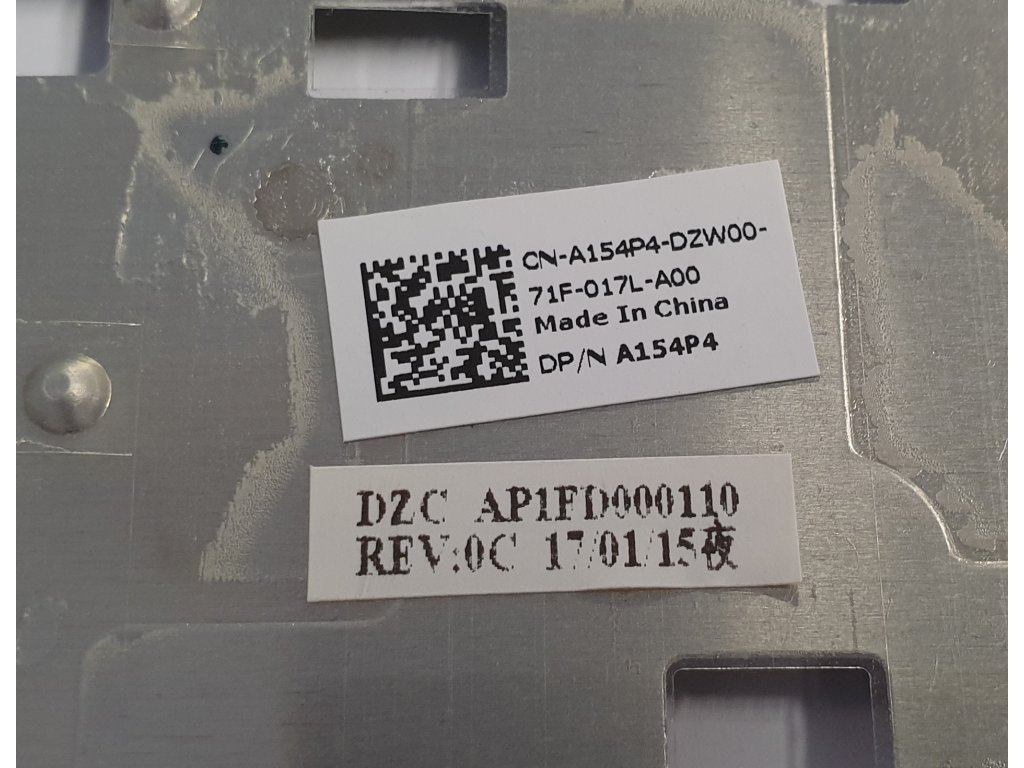 CN-A154P4-DZW00-
71F-017L-A00
Made In China
DP/N A154P4
DZC AP1FD000110
REV:0C 17/01/15夜